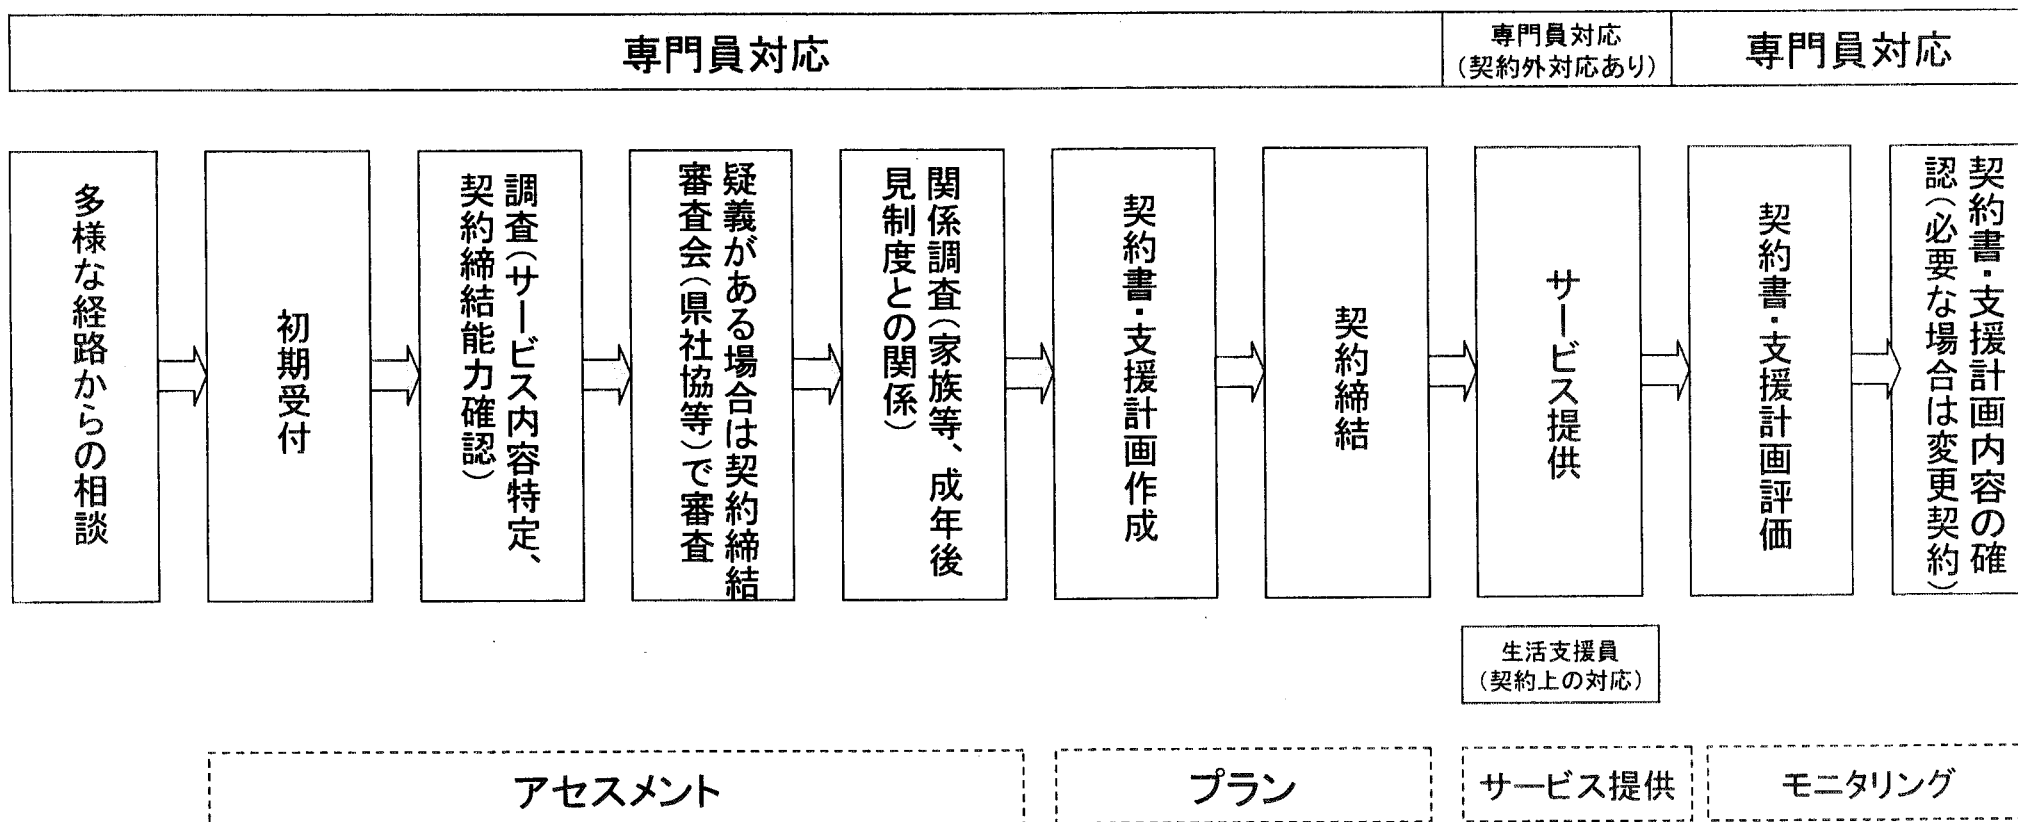 専門員対応
専門員対応
(契約外対応あり)
専門員対応
多様な経路からの相談
初期受付
調査(サービス内容特定、
契約締結能力確認)
疑義がある場合は契約締結
審査会(県社協等)で審査
関係調査(家族等、成年後
見制度との関係)
契約書・支援計画作成
契約締結
サービス提供
契約書・支援計画評価
契約書・支援計画内容の確
認(必要な場合は変更契約)
生活支援員
(契約上の対応)
アセスメント
プラン
サービス提供
モニタリング